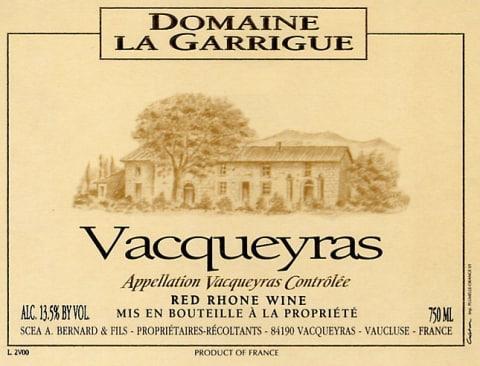 DOMAINE
LA GARRIGUE
Vacqueyras
Appellation Vacqueyras Contrôlée
RED RHONE WINE
ALC. 13,5% BY VOL. MIS EN BOUTEILLE À LA PROPRIÉTÉ 750 ML
SCEA A. BERNARD & FILS - PROPRIÉTAIRES-RÉCOLTANTS - 84190 VACQUEYRAS - VAUCLUSE - FRANCE
L. 2V00 PRODUCT OF FRANCE